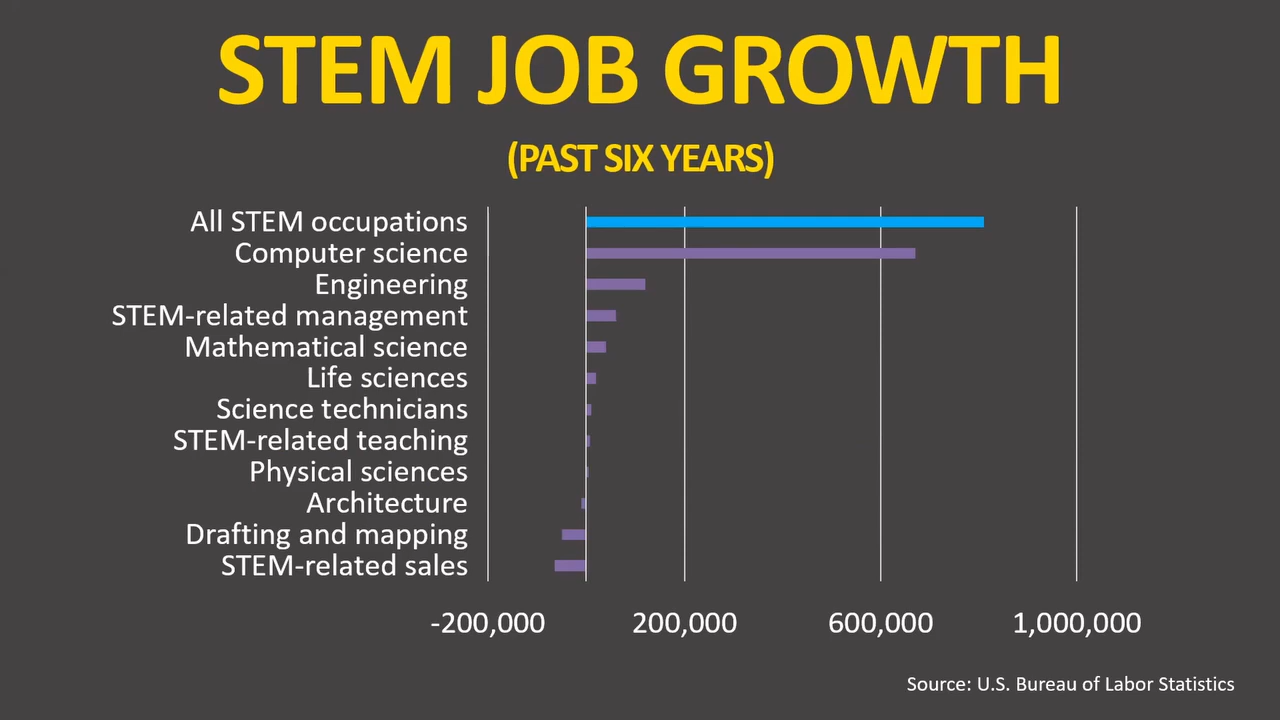 STEM JOB GROWTH
(PAST SIX YEARS)
All STEM occupations
Computer science
Engineering
STEM-related management
Mathematical science
Life sciences
Science technicians
STEM-related teaching
Physical sciences
Architecture
Drafting and mapping
STEM-related sales
-200,000 200,000 600,000 1,000,000
Source: U.S. Bureau of Labor Statistics